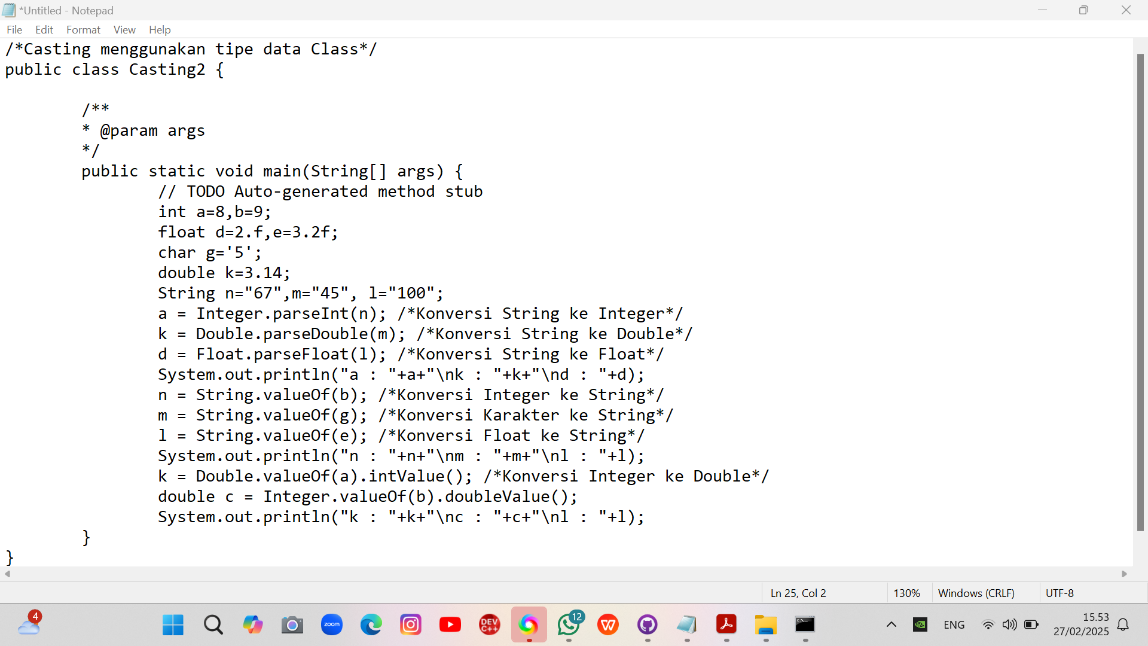 *Untitled - Notepad
File Edit Format View Help
/*Casting menggunakan tipe data Class*/
public class Casting2 {
/**
* @param args
*/
public static void main(String[] args) {
// TODO Auto-generated method stub
int a=8,b=9;
float d=2.f,e=3.2f;
char g='5';
double k=3.14;
String n="67",m="45", l="100";
a = Integer.parseInt(n); /*Konversi String ke Integer*/
k = Double.parseDouble(m); /*Konversi String ke Double*/
d = Float.parseFloat(l); /*Konversi String ke Float*/
System.out.println("a : "+a+"\nk : "+k+"\nd : "+d);
n = String.valueOf(b); /*Konversi Integer ke String*/
m = String.valueOf(g); /*Konversi Karakter ke String*/
l = String.valueOf(e); /*Konversi Float ke String*/
System.out.println("n : "+n+"\nm : "+m+"\nl : "+l);
k = Double.valueOf(a).intValue(); /*Konversi Integer ke Double*/
double c = Integer.valueOf(b).doubleValue();
System.out.println("k : "+k+"\nc : "+c+"\nl : "+l);
}
}
Ln 25, Col 2 130% Windows (CRLF) UTF-8
4
zoom
DEV C++
12
W
ENG
15.53
27/02/2025